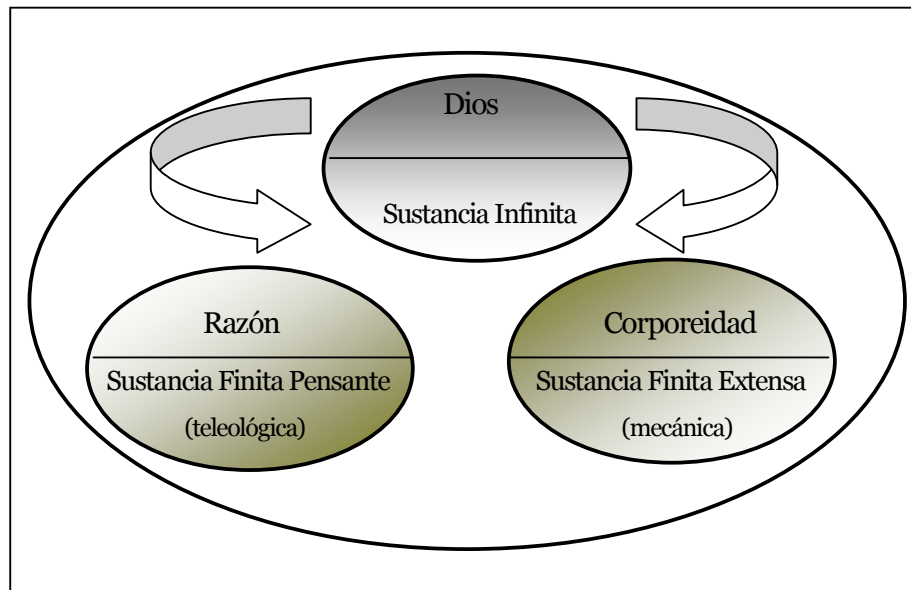 Dios
Sustancia Infinita
Razón
Sustancia Finita Pensante
(teleológica)
Corporeidad
Sustancia Finita Extensa
(mecánica)